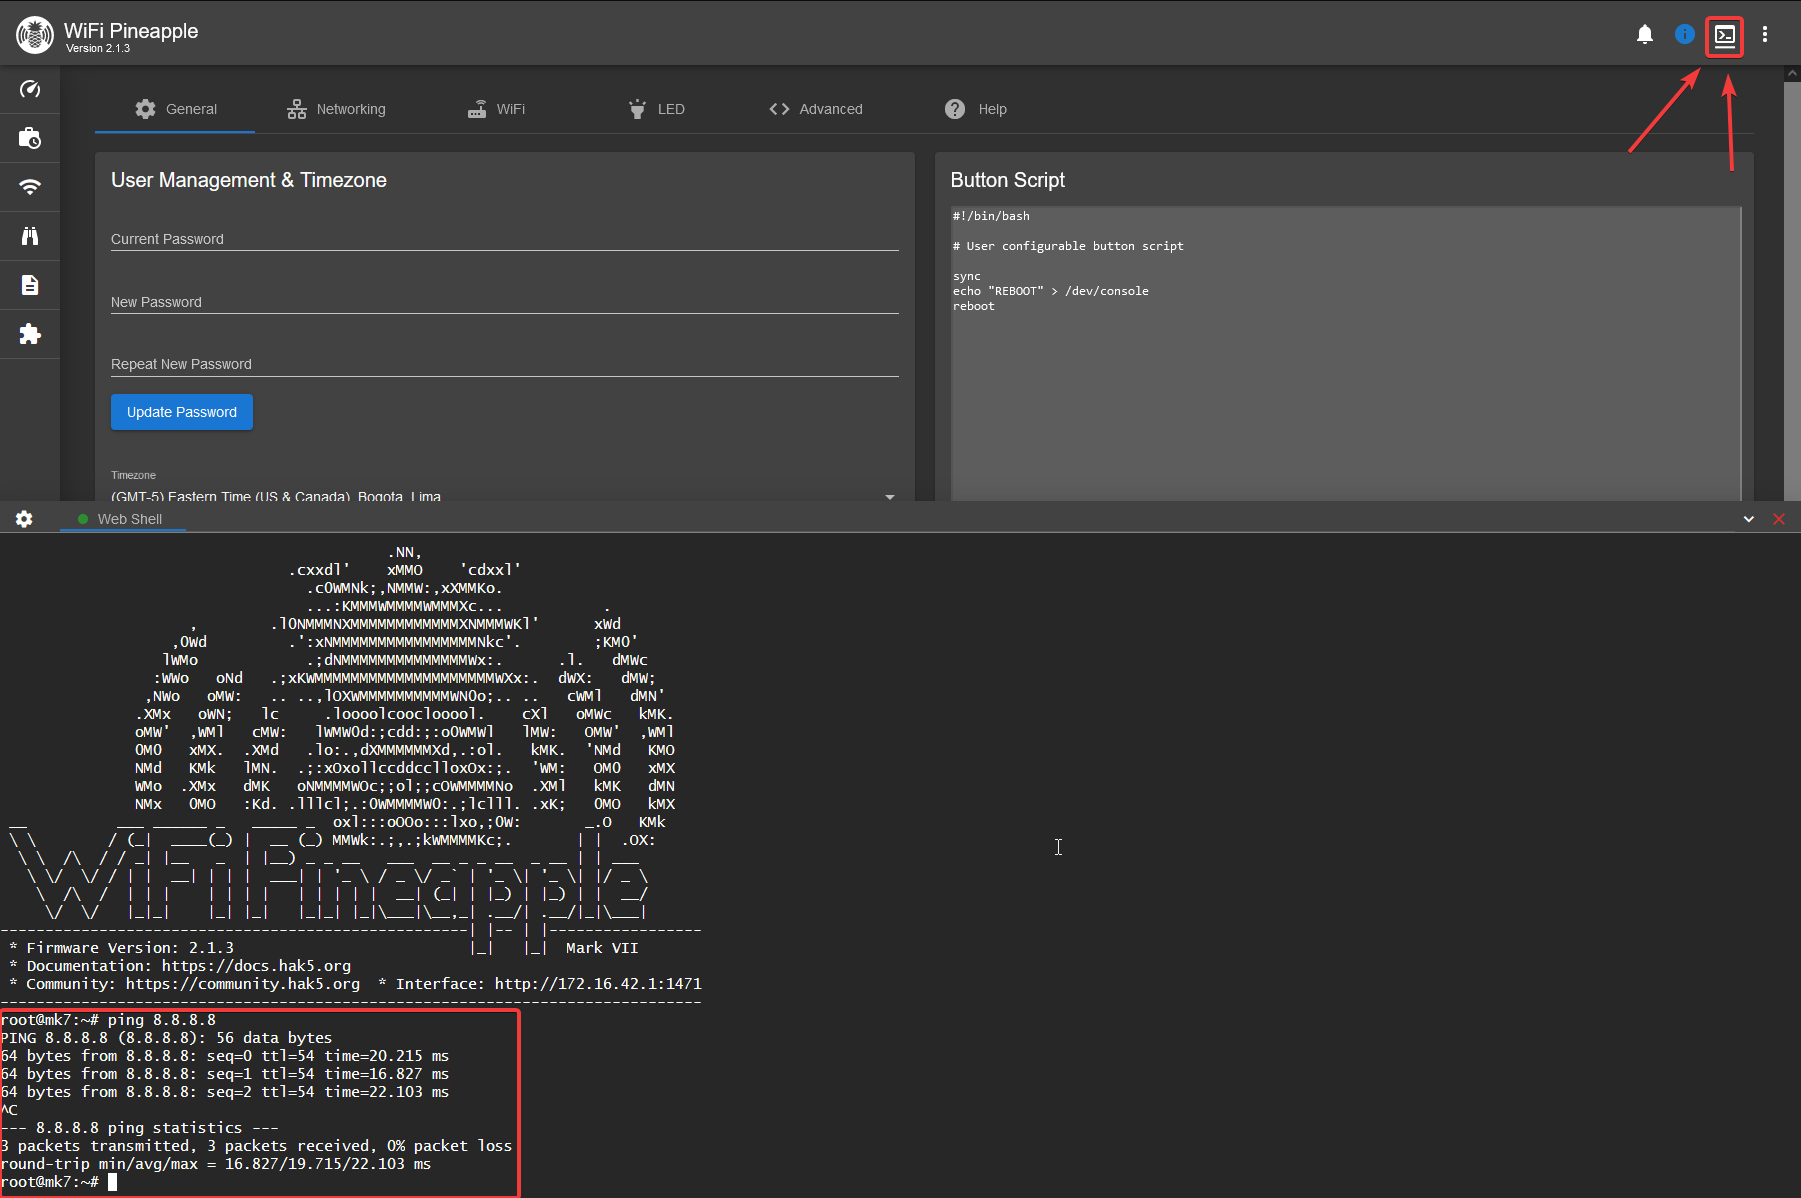 WiFi Pineapple
Version 2.1.3
General
Networking
WiFi
LED
Advanced
Help
User Management & Timezone
Current Password
New Password
Repeat New Password
Update Password
Timezone
(GMT-5) Eastern Time (US & Canada), Bogota, Lima
Button Script
#!/bin/bash
# User configurable button script
sync
echo "REBOOT" > /dev/console
reboot
Web Shell
* Firmware Version: 2.1.3
Mark VII
* Documentation: https://docs.hak5.org
* Community: https://community.hak5.org * Interface: http://172.16.42.1:1471
root@mk7:~# ping 8.8.8.8
PING 8.8.8.8 (8.8.8.8): 56 data bytes
64 bytes from 8.8.8.8: seq=0 ttl=54 time=20.215 ms
64 bytes from 8.8.8.8: seq=1 ttl=54 time=16.827 ms
64 bytes from 8.8.8.8: seq=2 ttl=54 time=22.103 ms
^C
--- 8.8.8.8 ping statistics ---
3 packets transmitted, 3 packets received, 0% packet loss
round-trip min/avg/max = 16.827/19.715/22.103 ms
root@mk7:~#